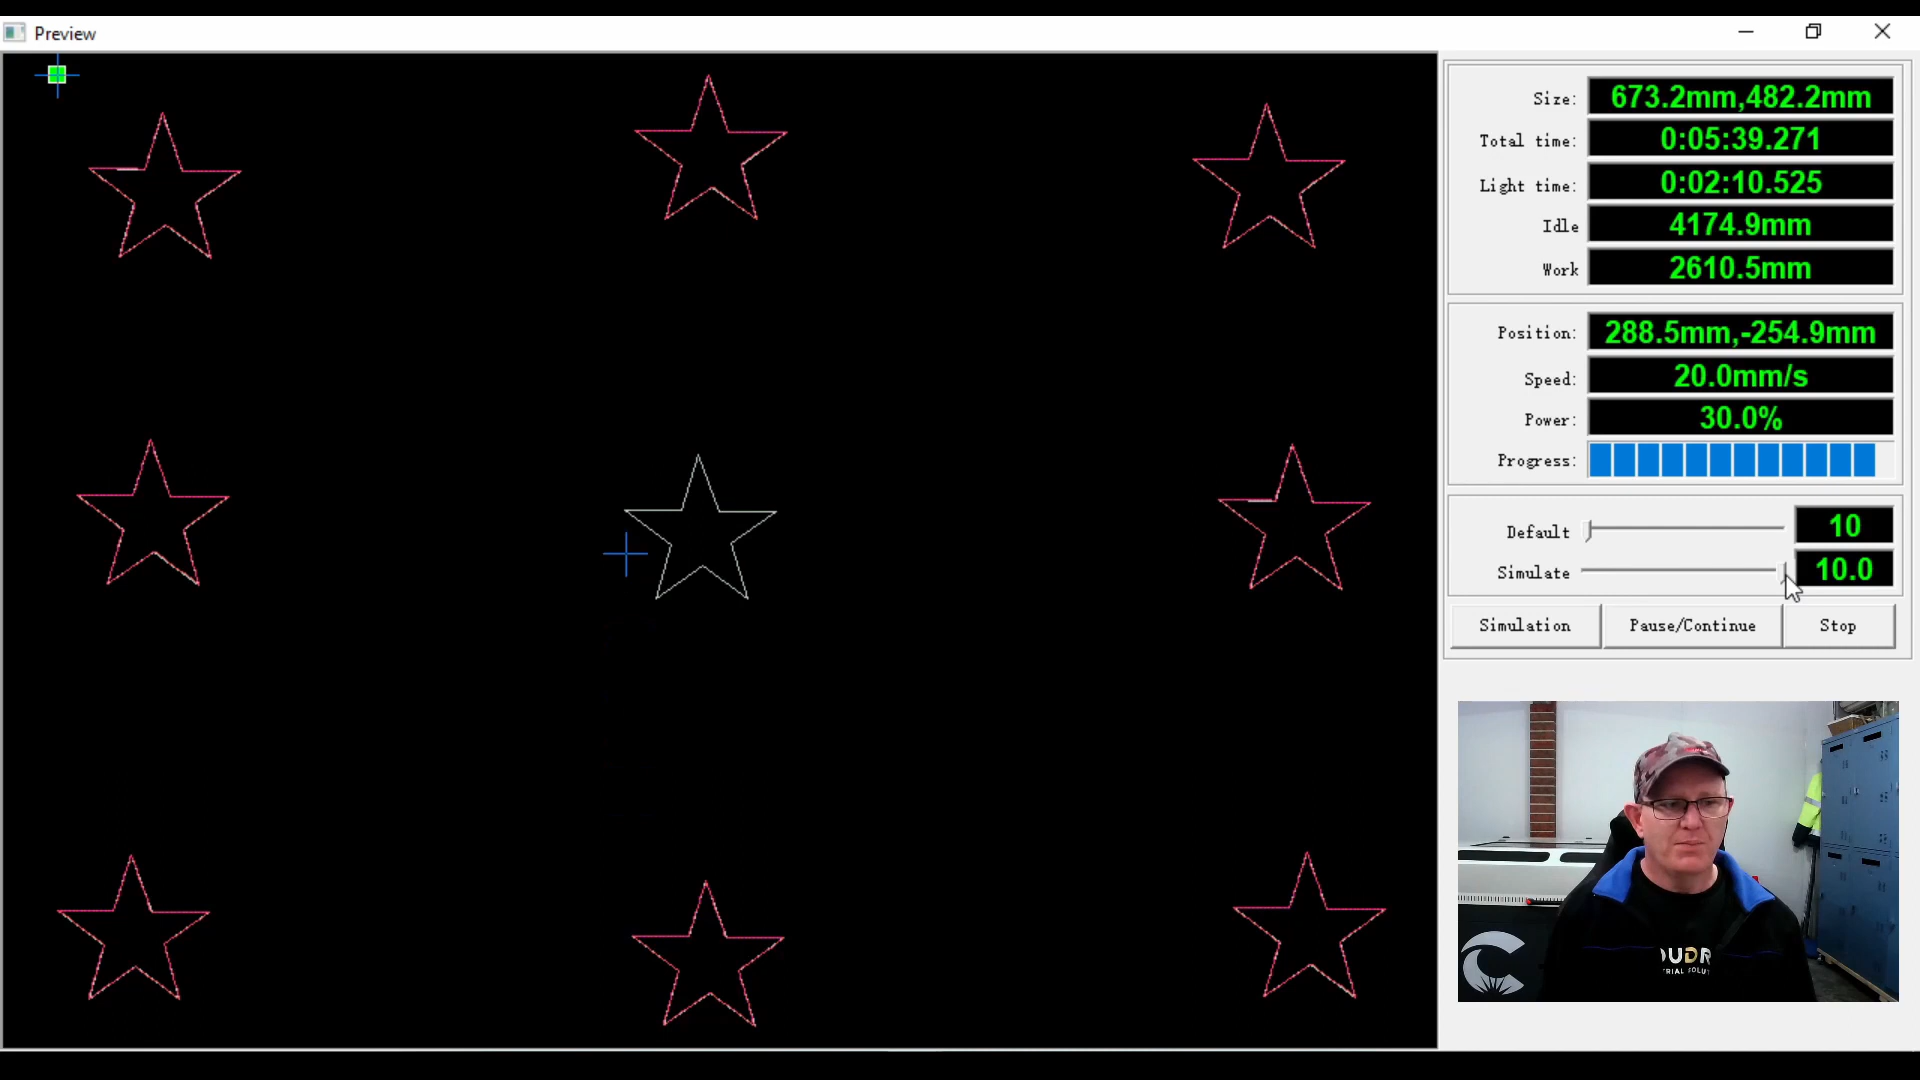 Preview
Size: 673.2mm,482.2mm
Total time: 0:05:39.271
Light time: 0:02:10.525
Idle 4174.9mm
Work 2610.5mm
Position: 288.5mm,-254.9mm
Speed: 20.0mm/s
Power: 30.0%
Progress:
Default 10
Simulate 10.0
Simulation Pause/Continue Stop
OUDR